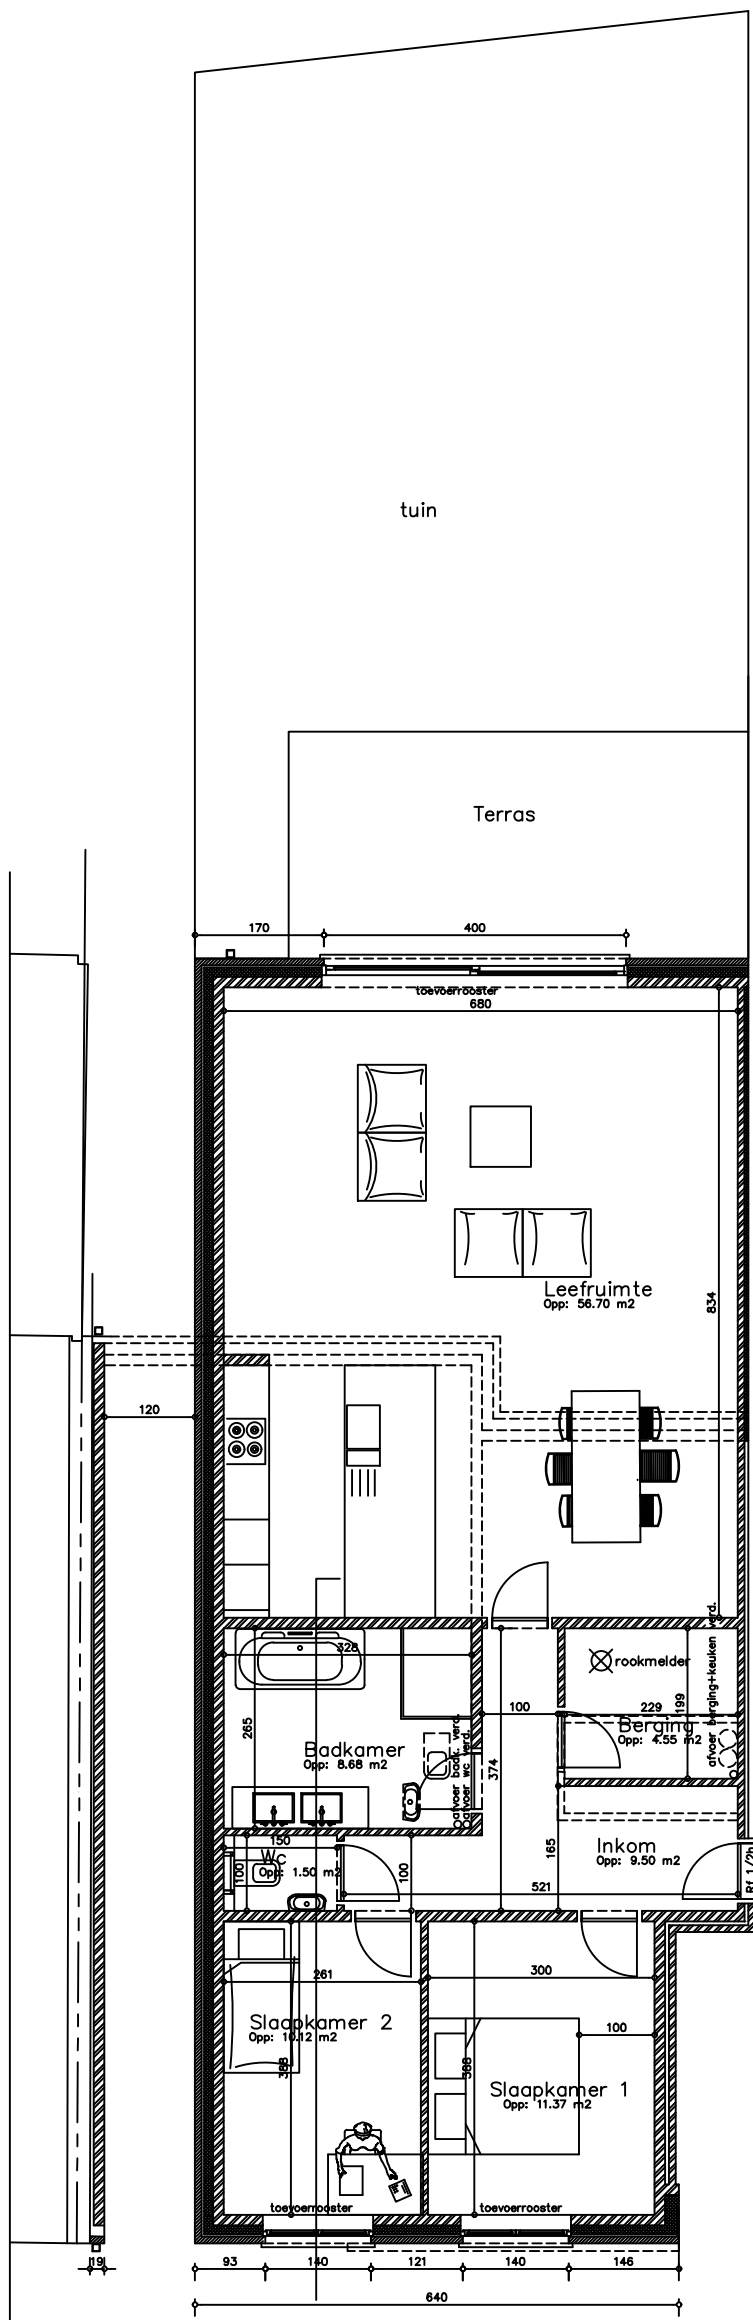 tuin
Terras
170
400
toevoerrooster
680
Leefruimte
Opp: 56.70 m2
834
120
328
rookmelder
afvoer berging+keuken verd.
265
100
229
199
Berging
Opp: 4.55 m2
Badkamer
Opp: 8.68 m2
afvoer badk. verd.
afvoer wc verd.
374
150
Wc
Opp: 1.50 m2
100
100
165
Inkom
Opp: 9.50 m2
521
Rf 1/2h
261
300
Slaapkamer 2
Opp: 10.12 m2
100
388
388
Slaapkamer 1
Opp: 11.37 m2
toevoerrooster
toevoerrooster
19
93
140
121
140
146
640